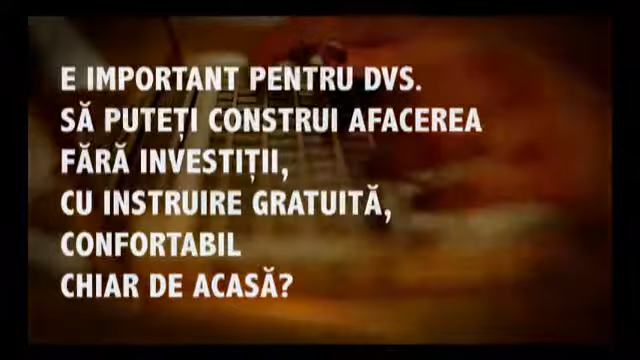 E IMPORTANT PENTRU DVS.
SĂ PUTEȚI CONSTRUI AFACEREA
FĂRĂ INVESTIȚII,
CU INSTRUIRE GRATUITĂ,
CONFORTABIL
CHIAR DE ACASĂ?